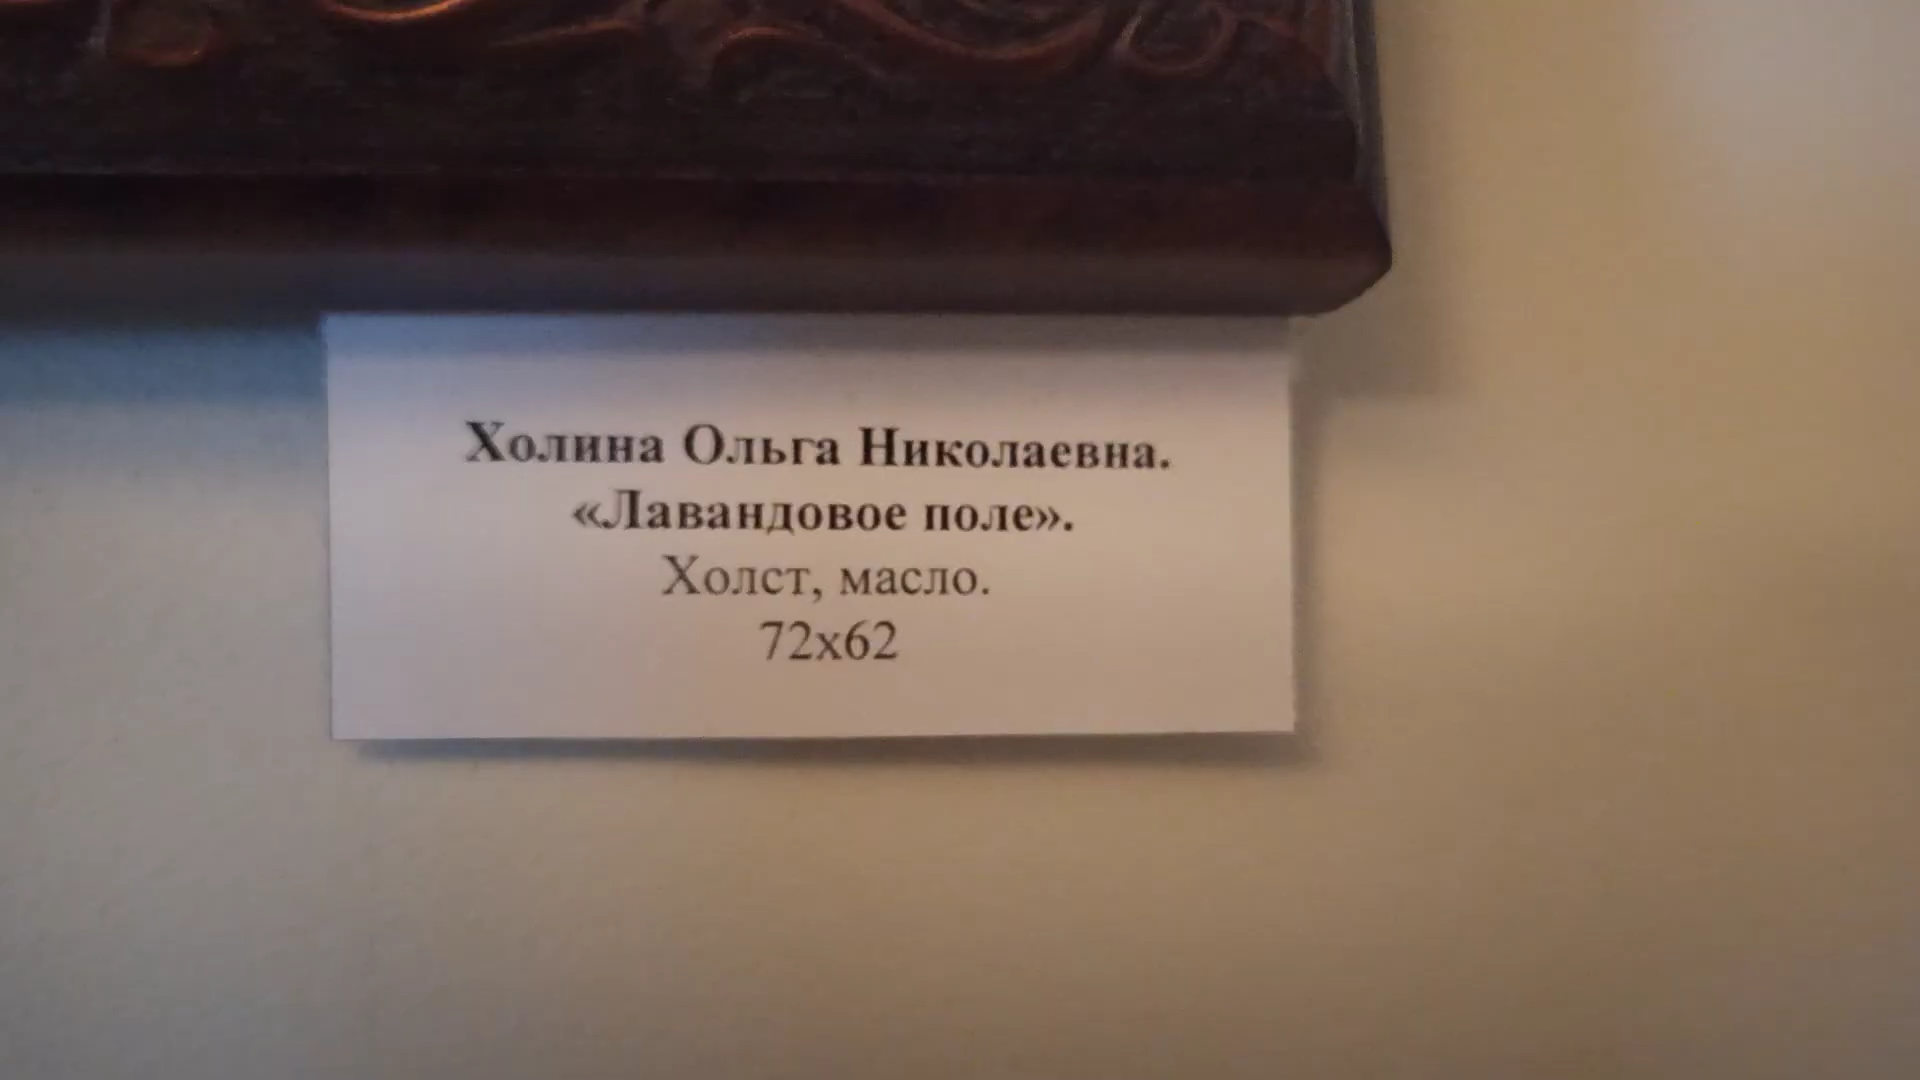 Холина Ольга Николаевна.
«Лавандовое поле».
Холст, масло.
72х62